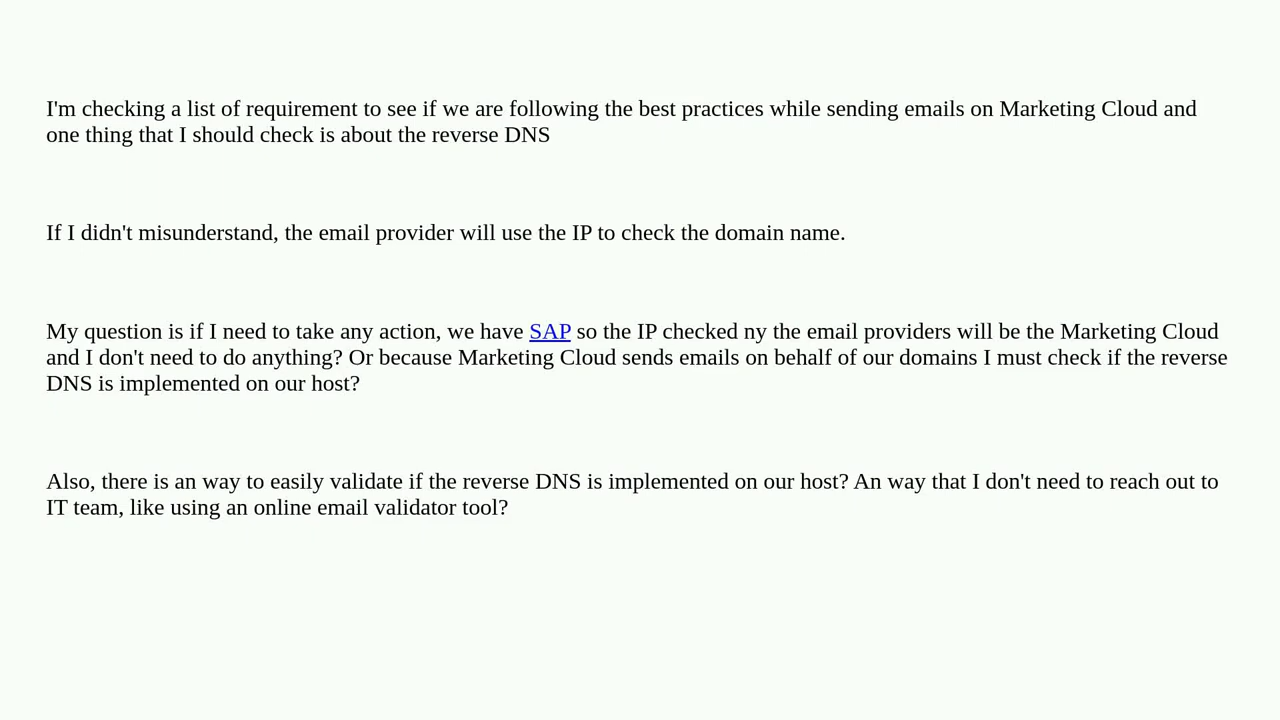 I'm checking a list of requirement to see if we are following the best practices while sending emails on Marketing Cloud and
one thing that I should check is about the reverse DNS
If I didn't misunderstand, the email provider will use the IP to check the domain name.
My question is if I need to take any action, we have SAP so the IP checked ny the email providers will be the Marketing Cloud
and I don't need to do anything? Or because Marketing Cloud sends emails on behalf of our domains I must check if the reverse
DNS is implemented on our host?
Also, there is an way to easily validate if the reverse DNS is implemented on our host? An way that I don't need to reach out to
IT team, like using an online email validator tool?